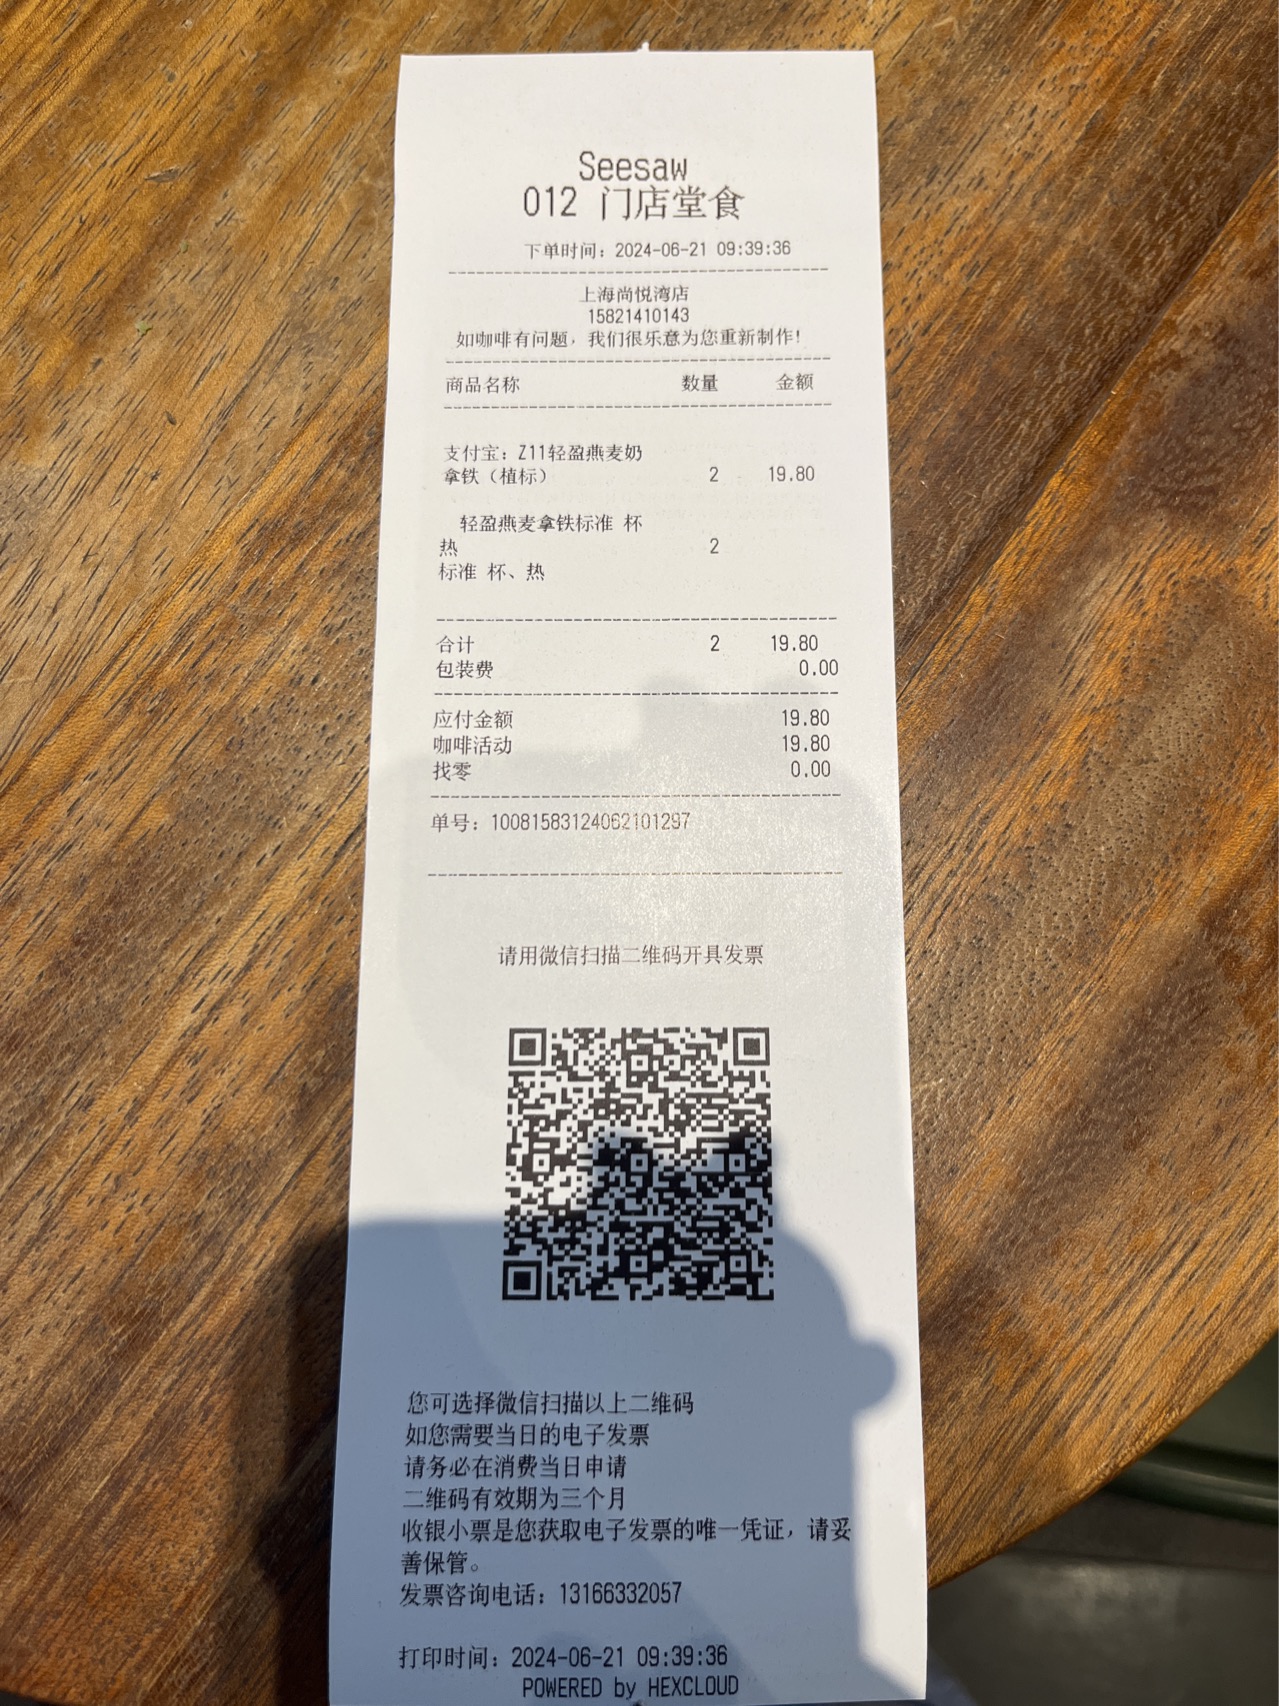 Seesaw
012 门店堂食
下单时间：2024-06-21 09:39:36
上海尚悦湾店
15821410143
如咖啡有问题，我们很乐意为您重新制作！
商品名称 数量 金额
支付宝：Z11轻盈燕麦奶
拿铁（植标） 2 19.80
轻盈燕麦拿铁标准 杯
热 2
标准 杯、热
合计 2 19.80
包装费 0.00
应付金额 19.80
咖啡活动 19.80
找零 0.00
单号：10081583124062101297
请用微信扫描二维码开具发票
您可选择微信扫描以上二维码
如您需要当日的电子发票
请务必在消费当日申请
二维码有效期为三个月
收银小票是您获取电子发票的唯一凭证，请妥
善保管。
发票咨询电话：13166332057
打印时间：2024-06-21 09:39:36
POWERED by HEXCLOUD